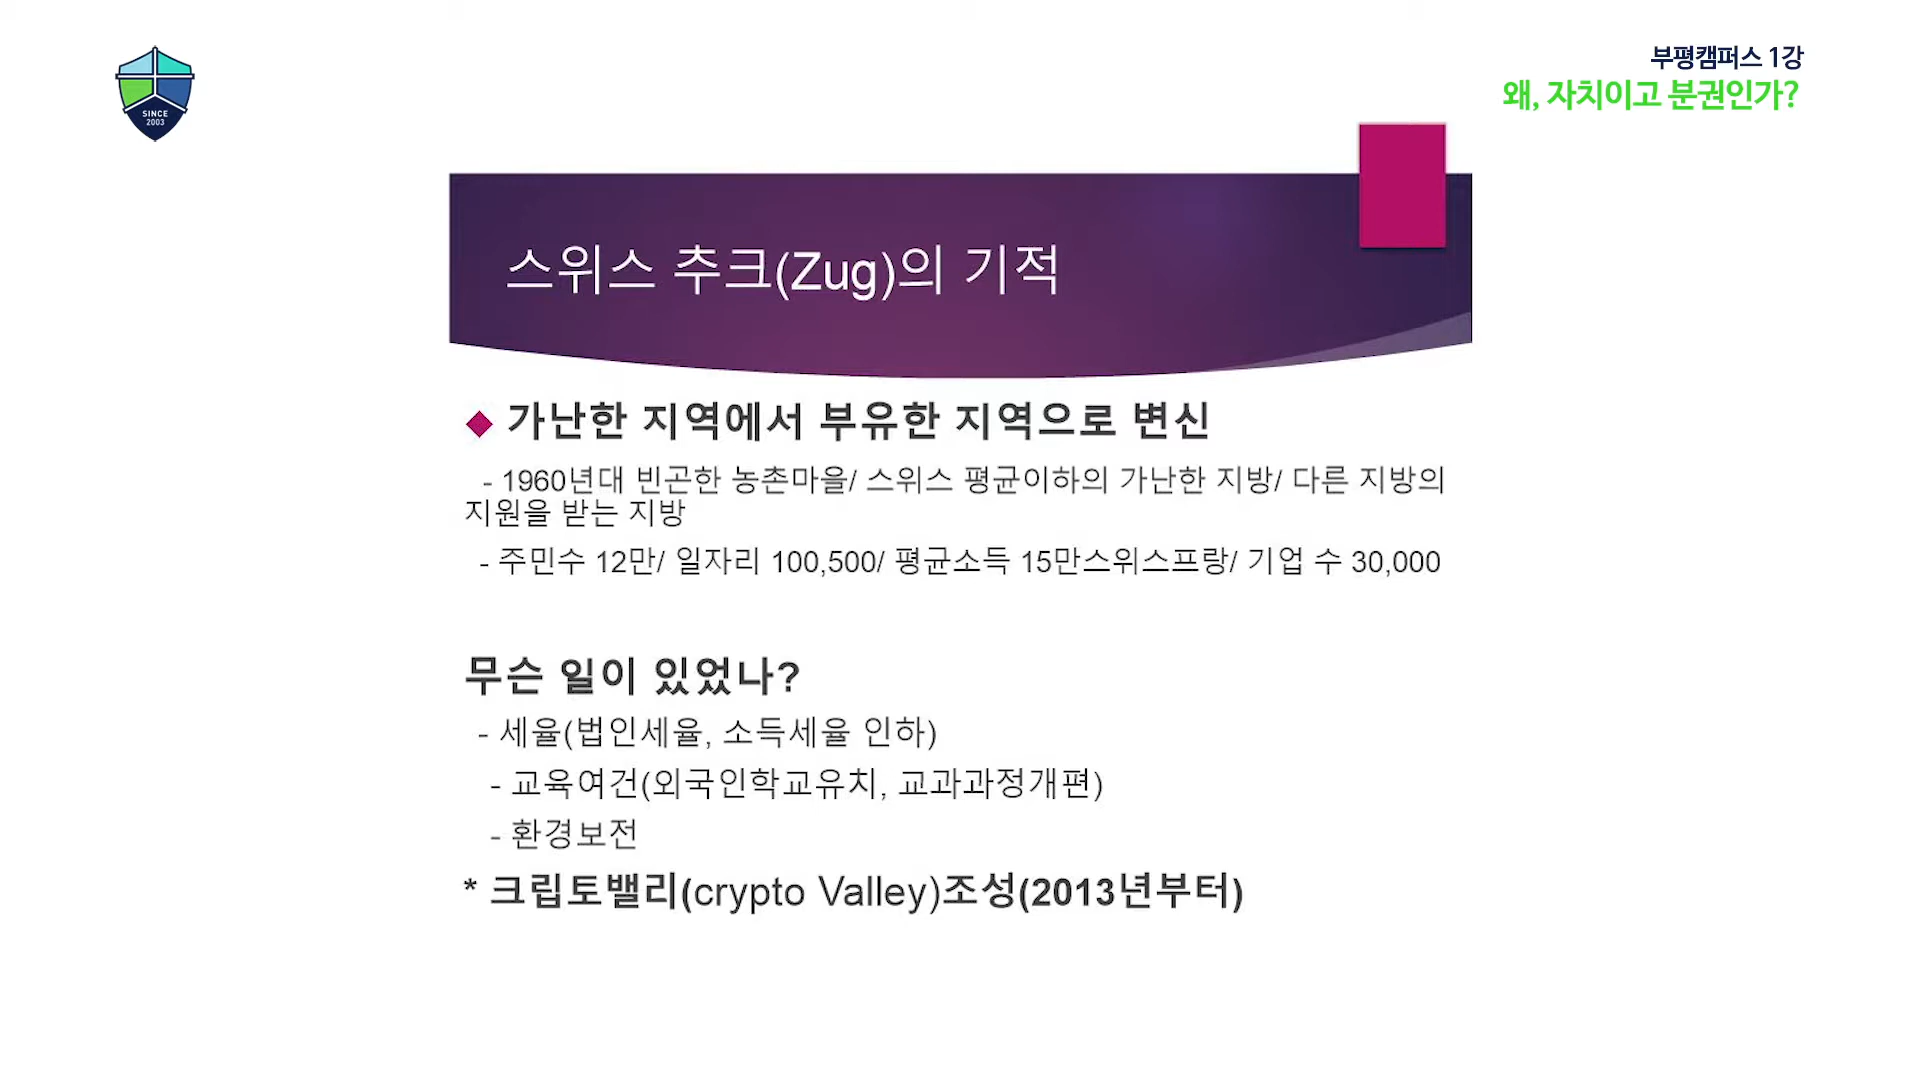 SINCE
2003
부평캠퍼스 1강
왜, 자치이고 분권인가?
스위스 추크(Zug)의 기적
가난한 지역에서 부유한 지역으로 변신
- 1960년대 빈곤한 농촌마을/ 스위스 평균이하의 가난한 지방/ 다른 지방의
지원을 받는 지방
- 주민수 12만/ 일자리 100,500/ 평균소득 15만스위스프랑/ 기업 수 30,000
무슨 일이 있었나?
- 세율(법인세율, 소득세율 인하)
- 교육여건(외국인학교유치, 교과과정개편)
- 환경보전
* 크립토밸리(crypto Valley)조성(2013년부터)